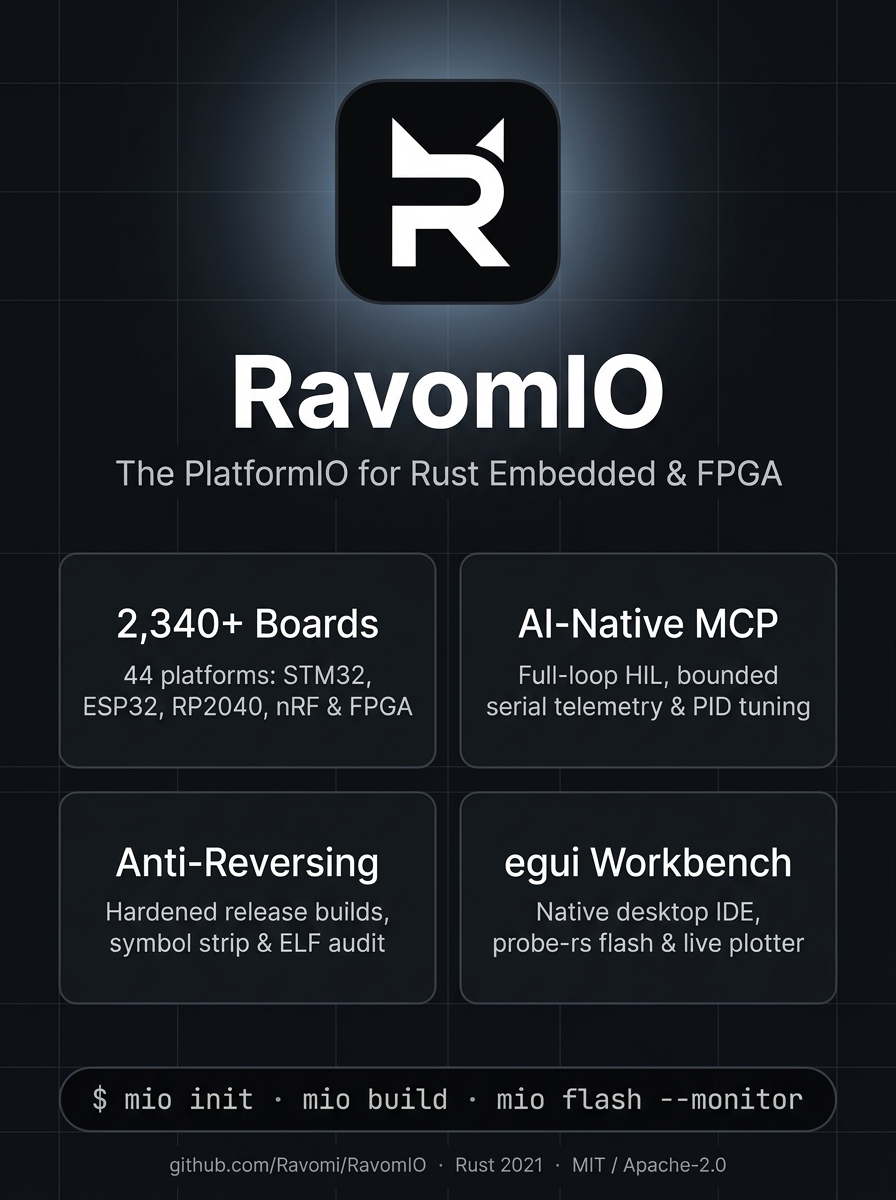 RavomIO
The PlatformIO for Rust Embedded & FPGA
2,340+ Boards
44 platforms: STM32,
ESP32, RP2040, nRF & FPGA
AI-Native MCP
Full-loop HIL, bounded
serial telemetry & PID tuning
Anti-Reversing
Hardened release builds,
symbol strip & ELF audit
egui Workbench
Native desktop IDE,
probe-rs flash & live plotter
$ mio init · mio build · mio flash --monitor
github.com/Ravomi/RavomIO · Rust 2021 · MIT / Apache-2.0